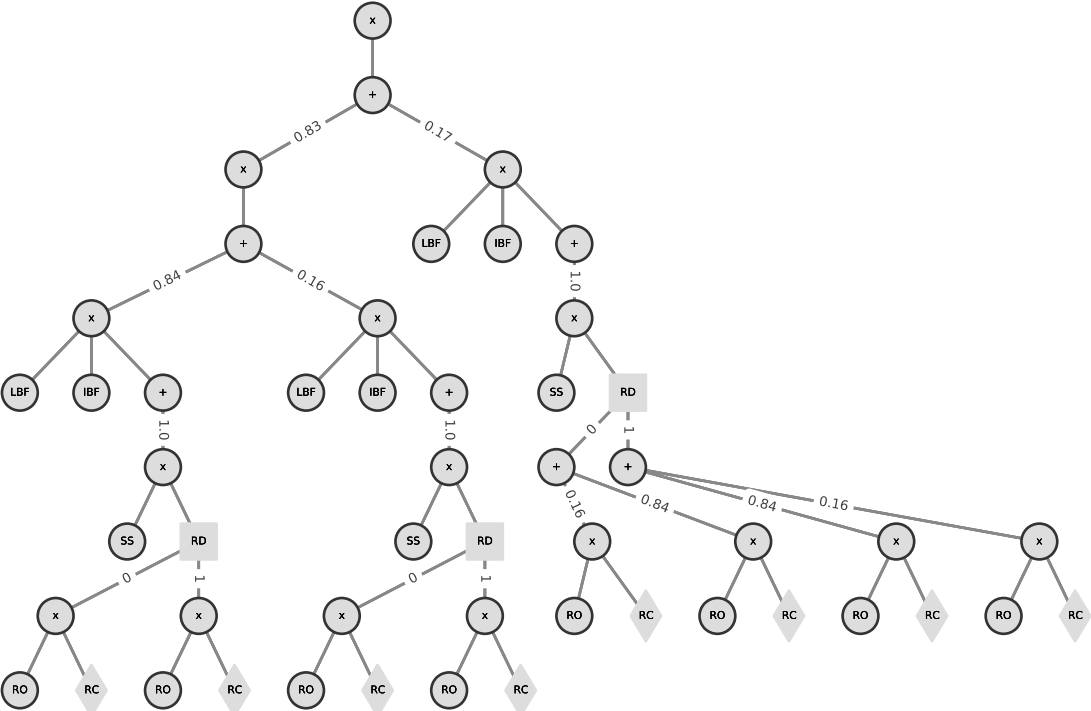 x
+
0.83 0.17
x x
+ LBF IBF +
0.84 0.16 1.0
x x x
LBF IBF + LBF IBF + SS RD
1.0 1.0 0 1
x x + +
0.16 0.84 0.84 0.16
SS RD SS RD x x x x
0 1 0 1
x x x x RO RC RO RC RO RC RO RC
RO RC RO RC RO RC RO RC